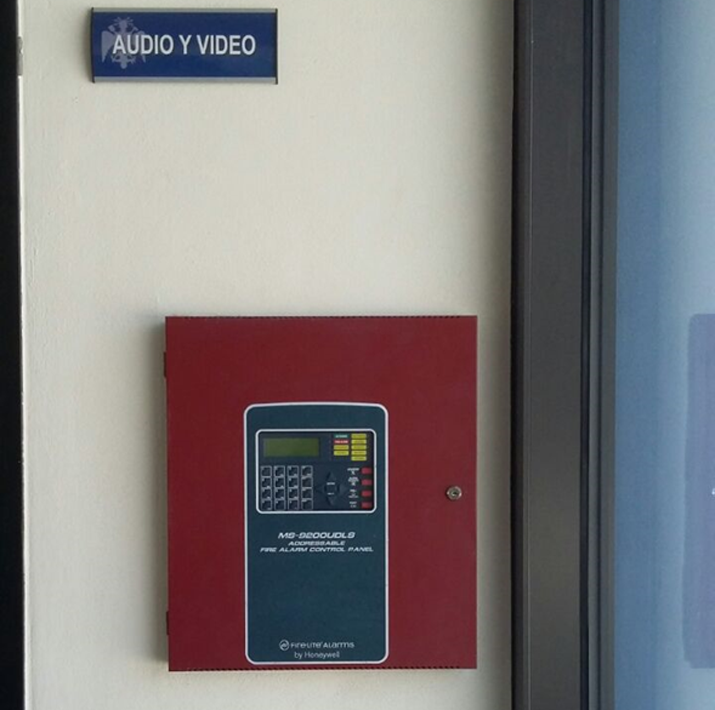 AUDIO Y VIDEO
MS-9200UDLS
ADDRESSABLE
FIRE ALARM CONTROL PANEL
FIRE-LITE ALARMS
by Honeywell